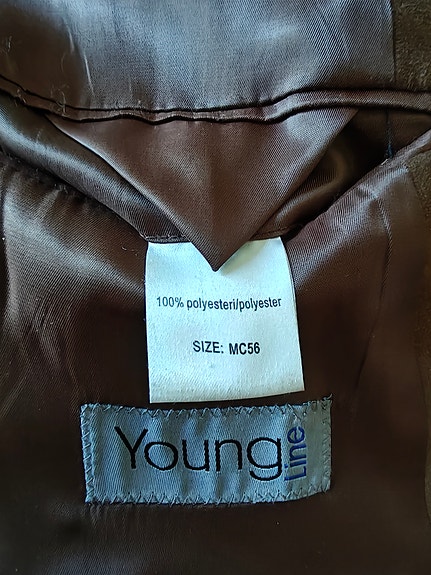 100% polyesteri/polyester
SIZE: MC56
Young Line